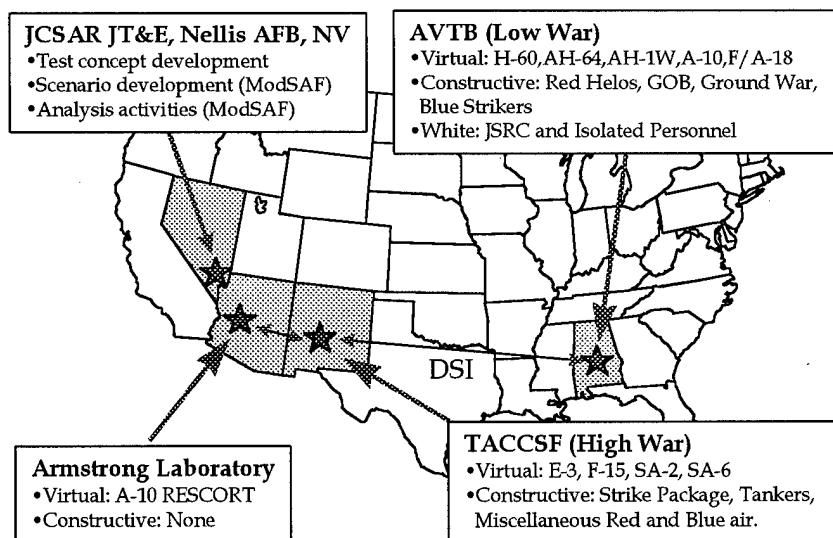 JCSAR JT&E, Nellis AFB, NV
•Test concept development
•Scenario development (ModSAF)
•Analysis activities (ModSAF)
AVTB (Low War)
•Virtual: H-60,AH-64,AH-1W,A-10,F/A-18
•Constructive: Red Helos, GOB, Ground War,
Blue Strikers
•White: JSRC and Isolated Personnel
DSI
Armstrong Laboratory
•Virtual: A-10 RESCORT
•Constructive: None
TACCSF (High War)
•Virtual: E-3, F-15, SA-2, SA-6
•Constructive: Strike Package, Tankers,
Miscellaneous Red and Blue air.